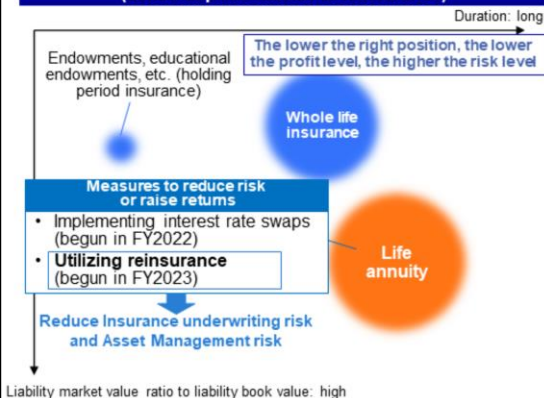 Duration: long
The lower the right position, the lower
the profit level, the higher the risk level
Endowments, educational
endowments, etc. (holding
period insurance)
Whole life
insurance
Measures to reduce risk
or raise returns
• Implementing interest rate swaps
(begun in FY2022)
• Utilizing reinsurance
(begun in FY2023)
Life
annuity
Reduce Insurance underwriting risk
and Asset Management risk
Liability market value ratio to liability book value: high